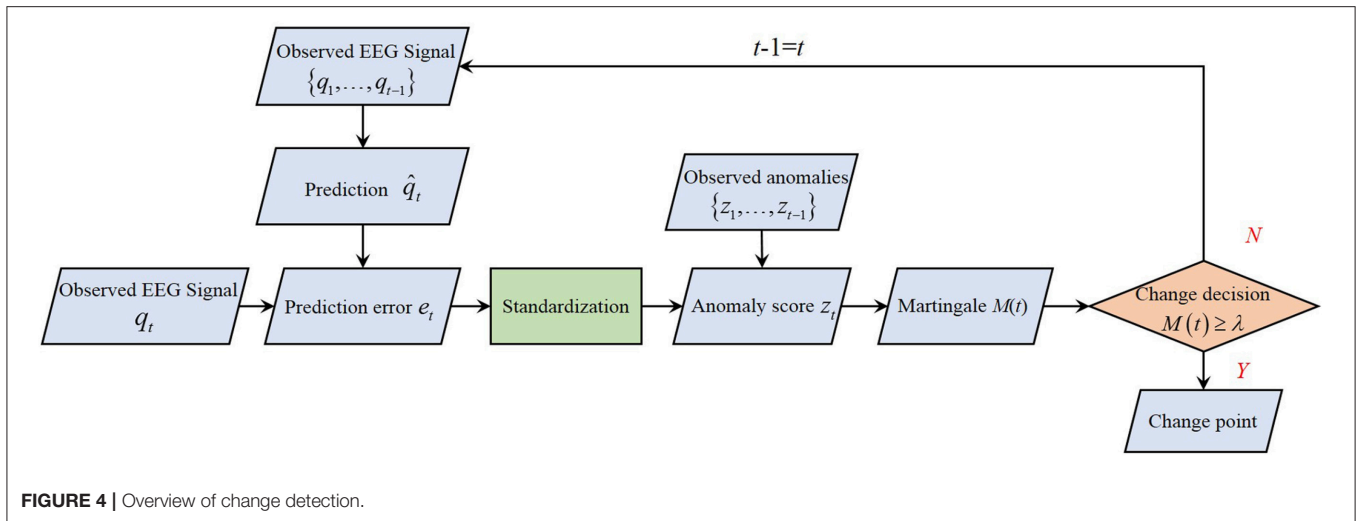 Observed EEG Signal
{q₁,…,qₜ₋₁}
t-1=t
Prediction q̂ₜ
Observed anomalies
{z₁,…,zₜ₋₁}
N
Observed EEG Signal
qₜ
Prediction error eₜ
Standardization
Anomaly score zₜ
Martingale M(t)
Change decision
M(t) ≥ λ
Y
Change point
FIGURE 4 | Overview of change detection.